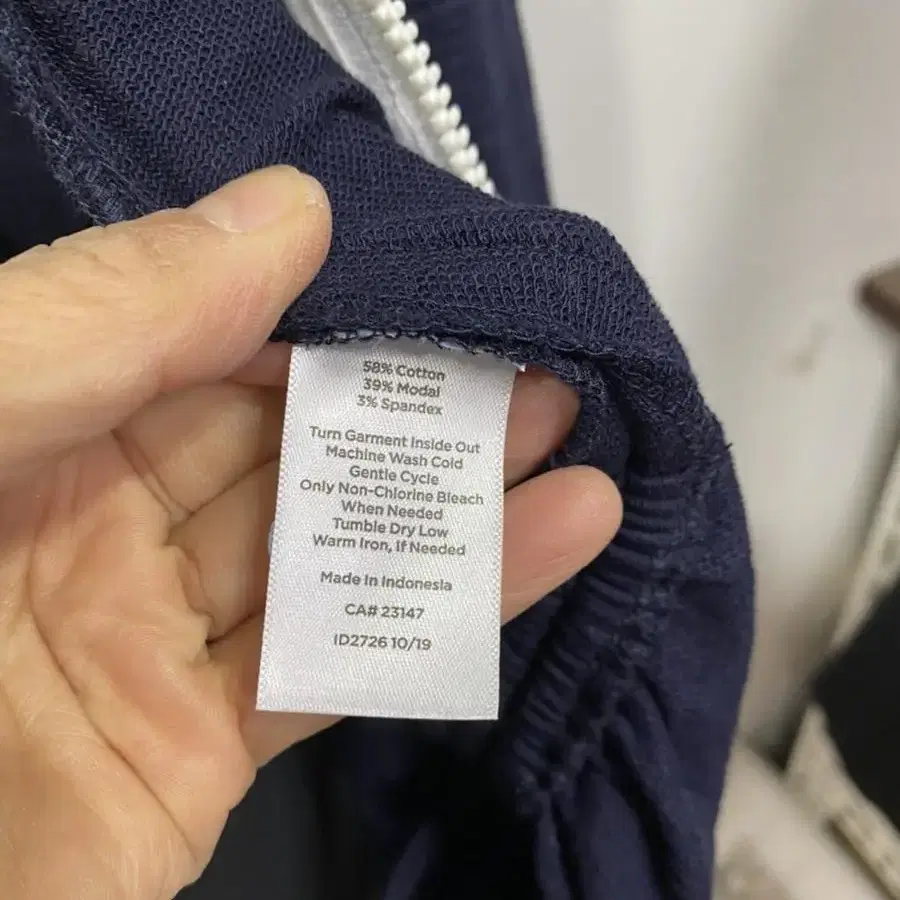 58% Cotton
39% Modal
3% Spandex
Turn Garment Inside Out
Machine Wash Cold
Gentle Cycle
Only Non-Chlorine Bleach
When Needed
Tumble Dry Low
Warm Iron, If Needed
Made In Indonesia
CA# 23147
ID2726 10/19